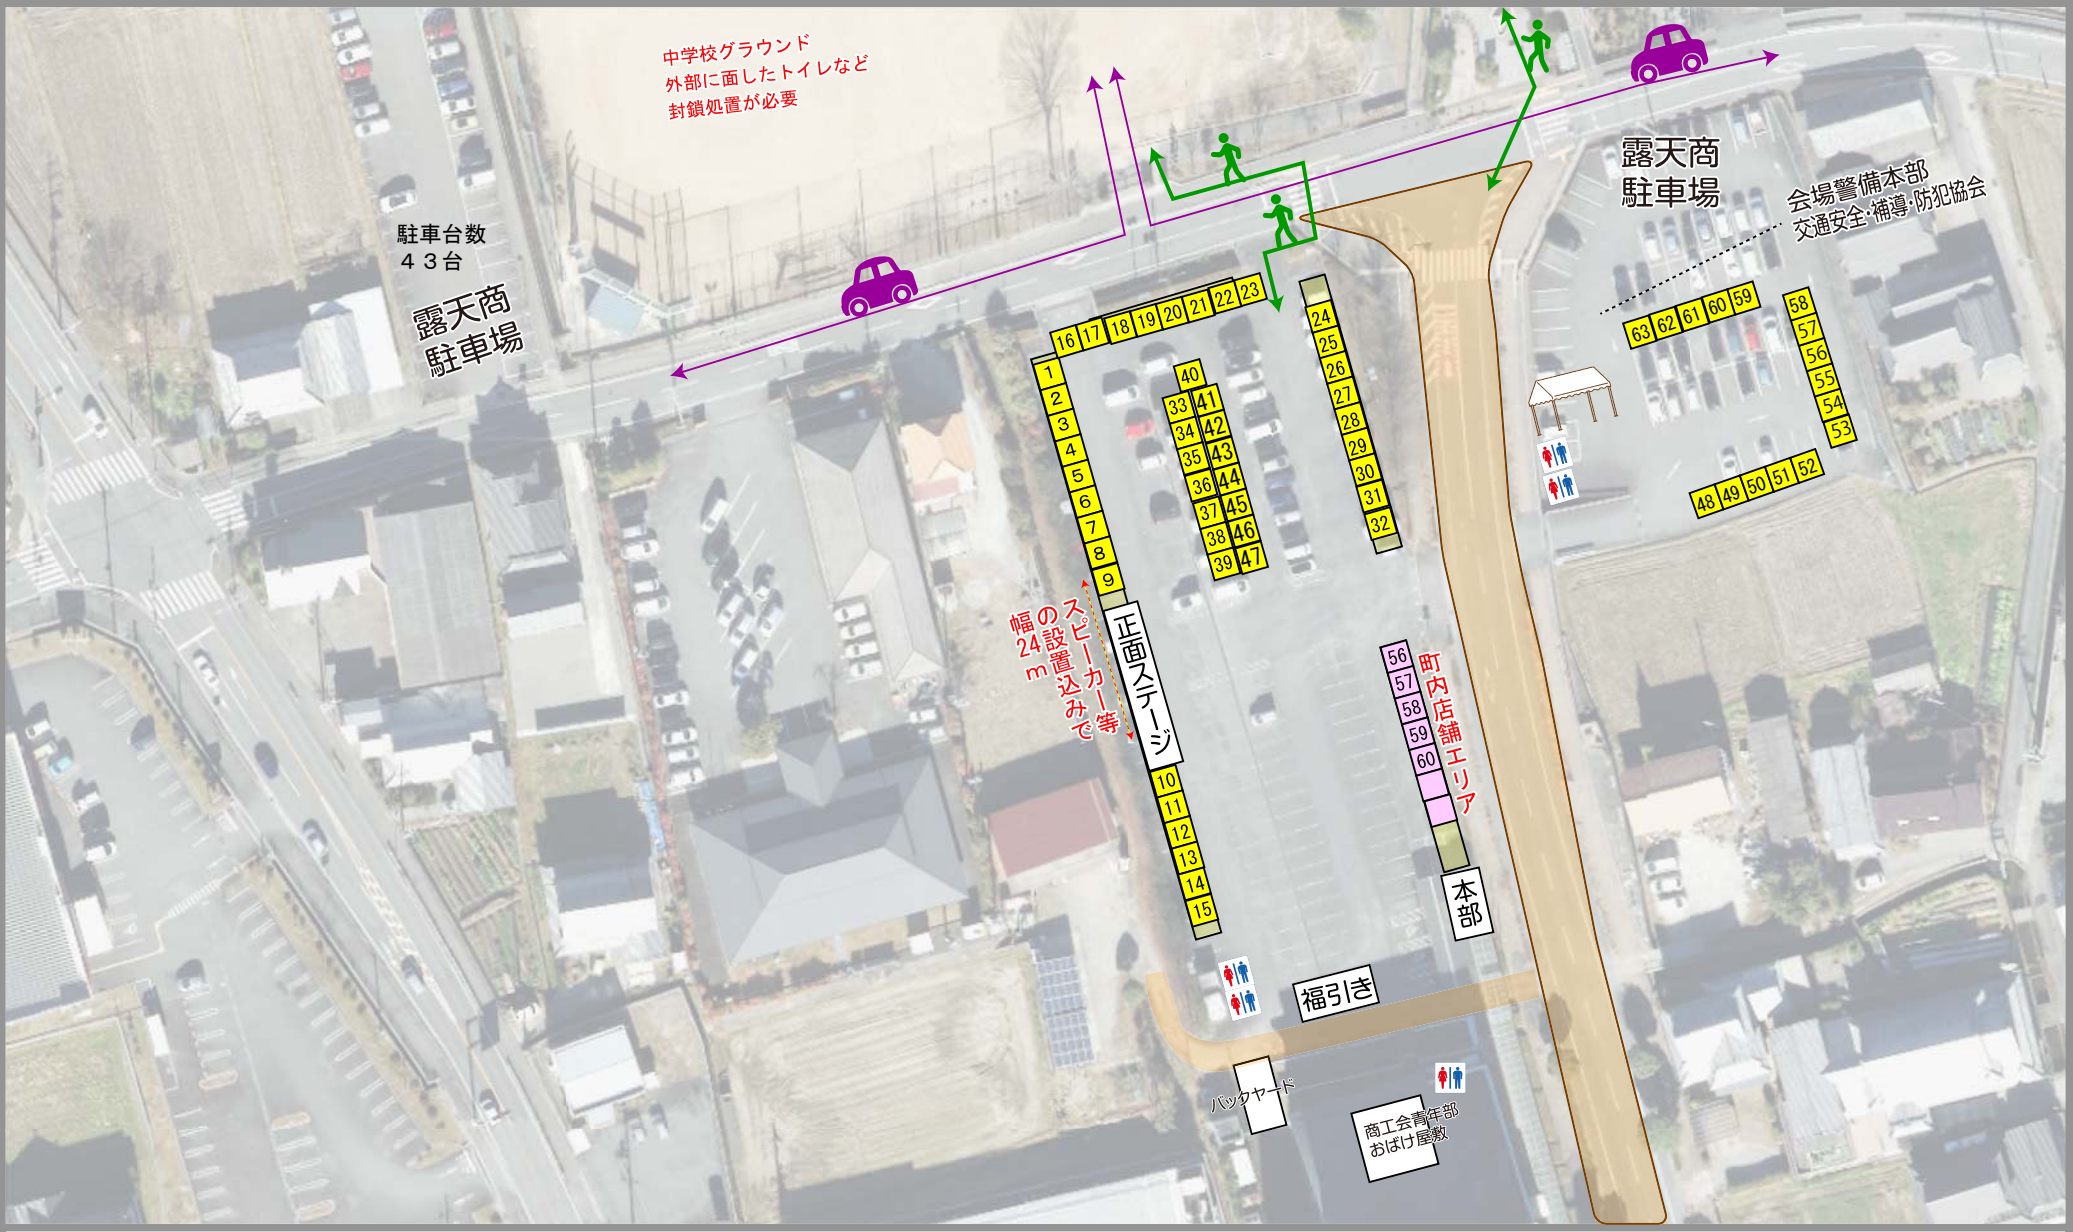 中学校グラウンド
外部に面したトイレなど
封鎖処置が必要
駐車台数
４３台
露天商
駐車場
露天商
駐車場
会場警備本部
交通安全・補導・防犯協会
16 17 18 19 20 21 22 23
1
2
3
4
5
6
7
8
9
正面ステージ
スピーカー等
の設置込みで
幅24ｍ
10
11
12
13
14
15
40
33 41
34 42
35 43
36 44
37 45
38 46
39 47
24
25
26
27
28
29
30
31
32
63 62 61 60 59
58
57
56
55
54
53
48 49 50 51 52
56
57
58
59
60
町内店舗エリア
本部
福引き
バックヤード
商工会青年部
おばけ屋敷